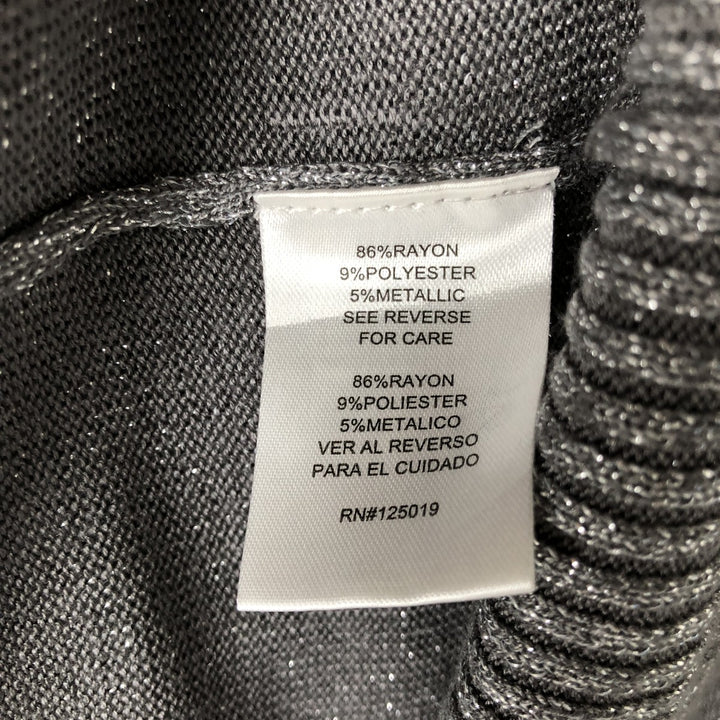 86%RAYON
9%POLYESTER
5%METALLIC
SEE REVERSE
FOR CARE
86%RAYON
9%POLIESTER
5%METALICO
VER AL REVERSO
PARA EL CUIDADO
RN#125019